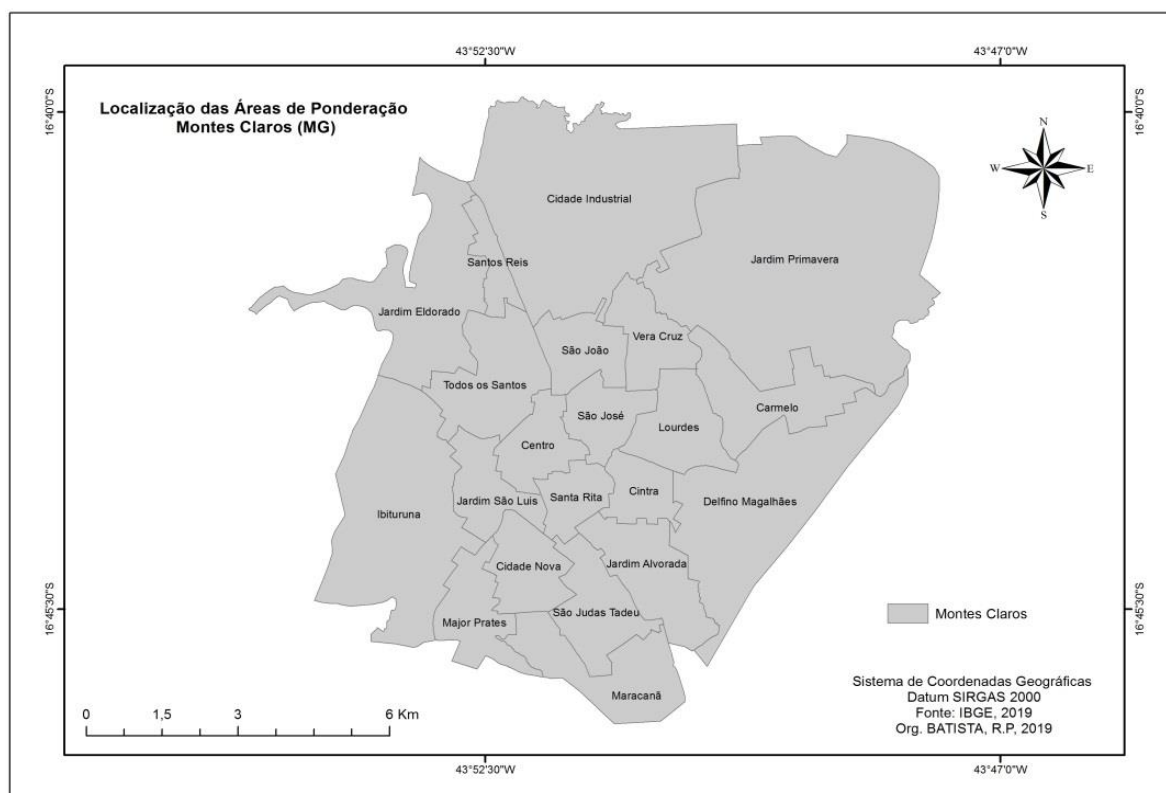 43°52'30"W
43°47'0"W
16°40'0"S
16°40'0"S
Localização das Áreas de Ponderação
Montes Claros (MG)
N
W
E
S
Cidade Industrial
Jardim Primavera
Santos Reis
Jardim Eldorado
Vera Cruz
São João
Todos os Santos
Carmelo
São José
Lourdes
Centro
Cintra
Santa Rita
Jardim São Luis
Delfino Magalhães
Ibituruna
Jardim Alvorada
Cidade Nova
São Judas Tadeu
Major Prates
Maracanã
16°45'30"S
16°45'30"S
Montes Claros
Sistema de Coordenadas Geográficas
Datum SIRGAS 2000
Fonte: IBGE, 2019
Org. BATISTA, R.P, 2019
0 1,5 3 6 Km
43°52'30"W
43°47'0"W